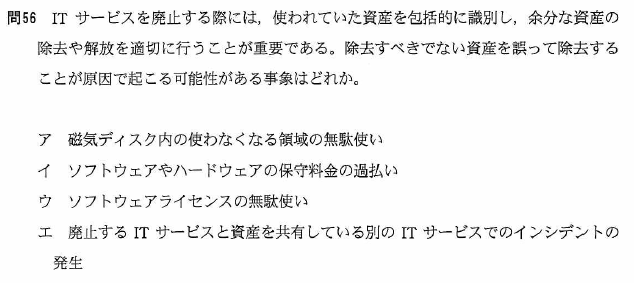 問56 IT サービスを廃止する際には，使われていた資産を包括的に識別し，余分な資産の
除去や解放を適切に行うことが重要である。除去すべきでない資産を誤って除去する
ことが原因で起こる可能性がある事象はどれか。
ア 磁気ディスク内の使わなくなる領域の無駄使い
イ ソフトウェアやハードウェアの保守料金の過払い
ウ ソフトウェアライセンスの無駄使い
エ 廃止する IT サービスと資産を共有している別の IT サービスでのインシデントの
発生